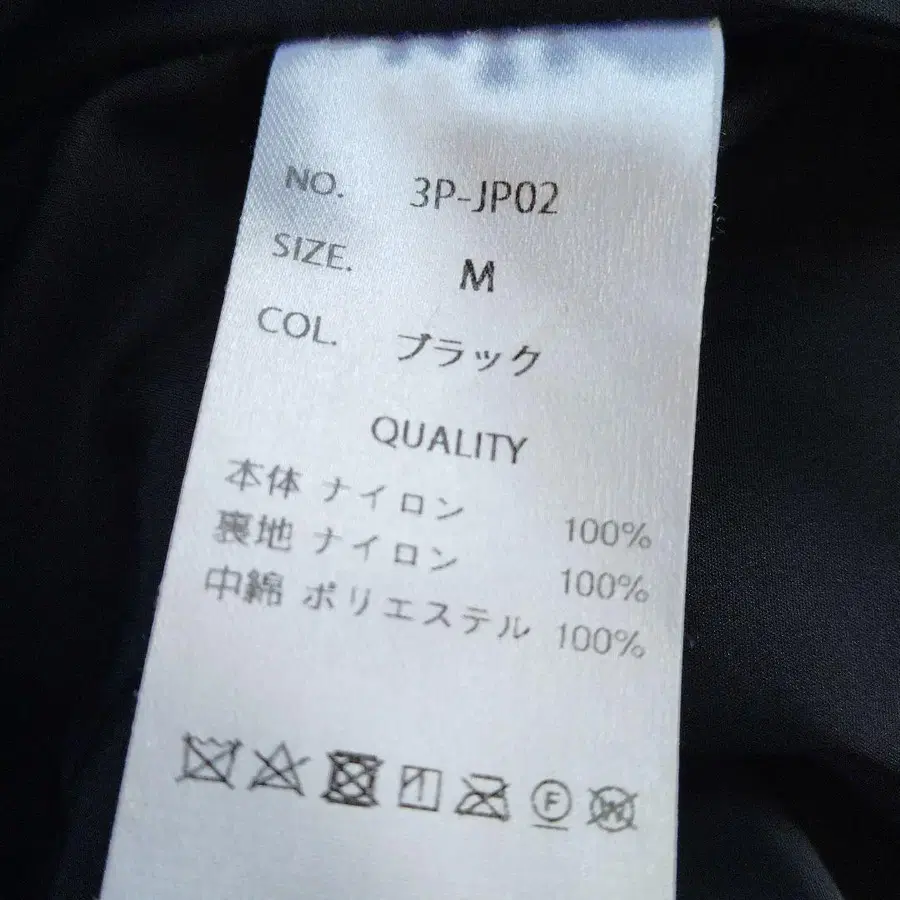 NO. 3P-JP02
SIZE. M
COL. ブラック
QUALITY
本体 ナイロン 100%
裏地 ナイロン 100%
中綿 ポリエステル 100%
F
W